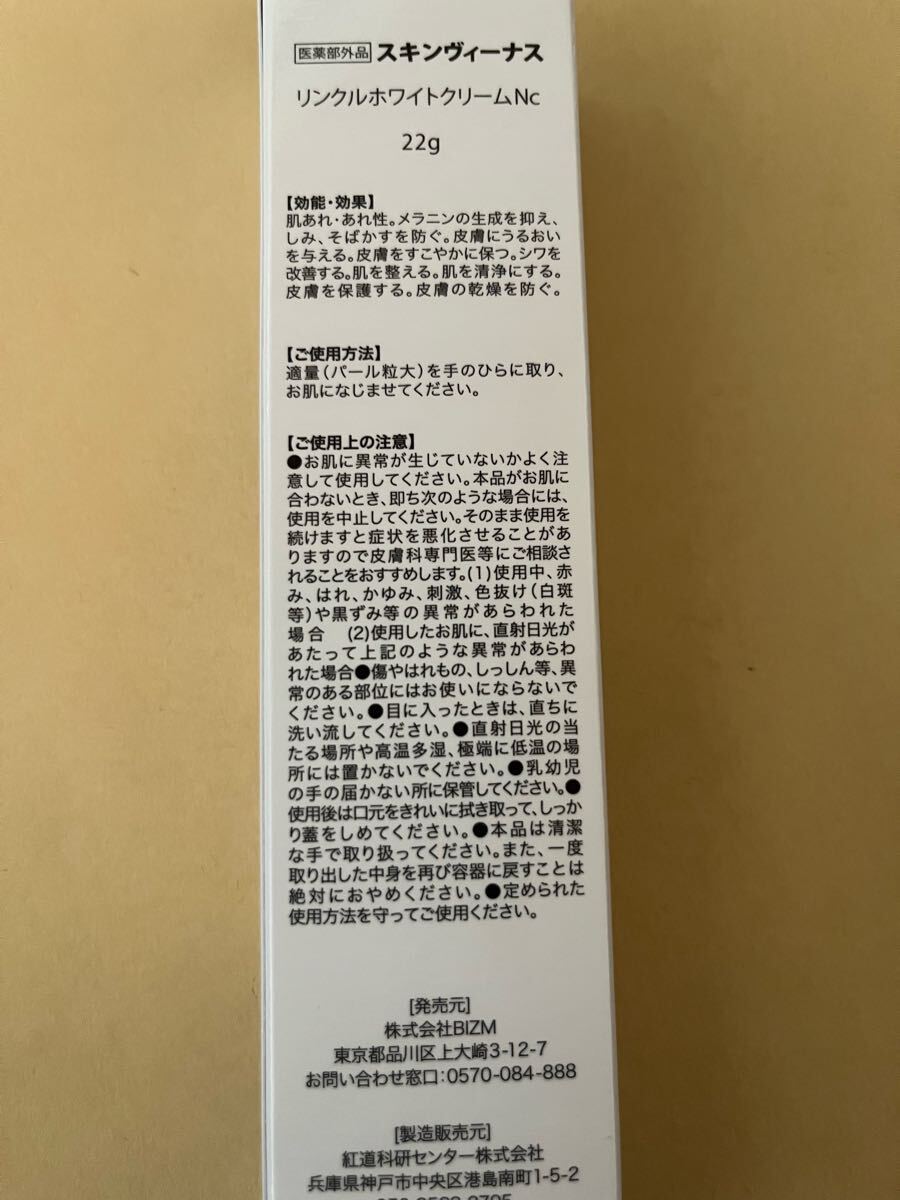 医薬部外品 スキンヴィーナス
リンクルホワイトクリームNc
22g
【効能・効果】
肌あれ・あれ性。メラニンの生成を抑え、
しみ、そばかすを防ぐ。皮膚にうるおい
を与える。皮膚をすこやかに保つ。シワを
改善する。肌を整える。肌を清浄にする。
皮膚を保護する。皮膚の乾燥を防ぐ。
【ご使用方法】
適量(パール粒大)を手のひらに取り、
お肌になじませてください。
【ご使用上の注意】
●お肌に異常が生じていないかよく注
意して使用してください。本品がお肌に
合わないとき、即ち次のような場合には、
使用を中止してください。そのまま使用を
続けますと症状を悪化させることがあ
りますので皮膚科専門医等にご相談さ
れることをおすすめします。(1)使用中、赤
み、はれ、かゆみ、刺激、色抜け(白斑
等)や黒ずみ等の異常があらわれた
場合 (2)使用したお肌に、直射日光が
あたって上記のような異常があらわ
れた場合●傷やはれもの、しっしん等、異
常のある部位にはお使いにならないで
ください。●目に入ったときは、直ちに
洗い流してください。●直射日光の当
たる場所や高温多湿、極端に低温の場
所には置かないでください。●乳幼児
の手の届かない所に保管してください。●
使用後は口元をきれいに拭き取って、しっか
り蓋をしめてください。●本品は清潔
な手で取り扱ってください。また、一度
取り出した中身を再び容器に戻すことは
絶対におやめください。●定められた
使用方法を守ってご使用ください。
[発売元]
株式会社BIZM
東京都品川区上大崎3-12-7
お問い合わせ窓口:0570-084-888
[製造販売元]
紅道科研センター株式会社
兵庫県神戸市中央区港島南町1-5-2